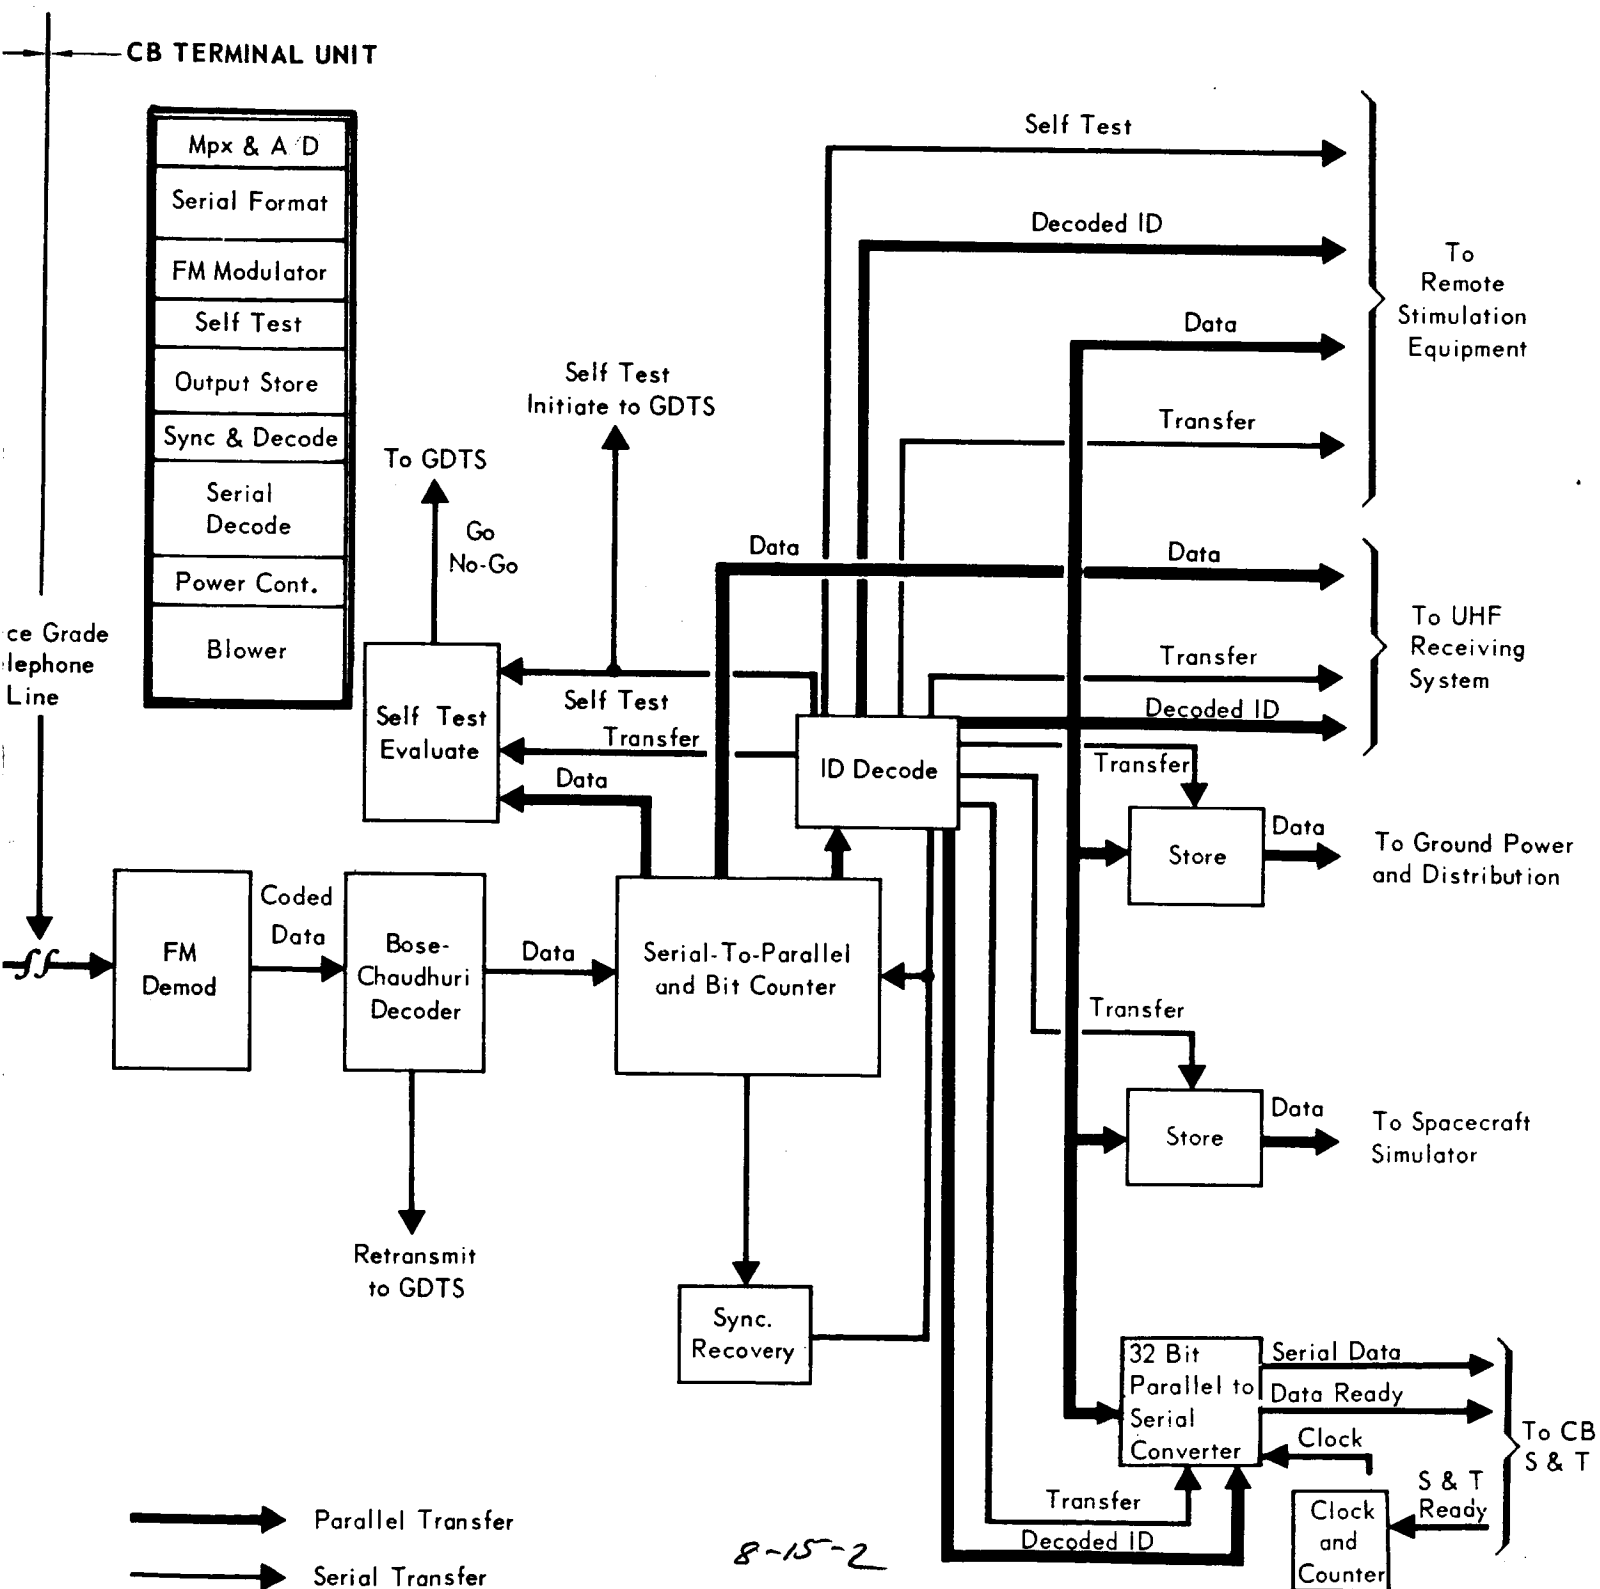 CB TERMINAL UNIT
Mpx & A/D
Serial Format
FM Modulator
Self Test
Output Store
Sync & Decode
Serial
Decode
Power Cont.
Blower
ce Grade
lephone
Line
To GDTS
Go
No-Go
Self Test
Initiate to GDTS
Self Test
Decoded ID
Data
Transfer
To
Remote
Stimulation
Equipment
Data
Data
Transfer
Decoded ID
To UHF
Receiving
System
Self Test
Evaluate
Self Test
Transfer
Data
ID Decode
Transfer
Store
Data
To Ground Power
and Distribution
FM
Demod
Coded
Data
Bose-
Chaudhuri
Decoder
Data
Serial-To-Parallel
and Bit Counter
Transfer
Store
Data
To Spacecraft
Simulator
Retransmit
to GDTS
Sync.
Recovery
32 Bit
Parallel to
Serial
Converter
Serial Data
Data Ready
Clock
To CB
S & T
S & T
Ready
Clock
and
Counter
Transfer
Decoded ID
Parallel Transfer
Serial Transfer
8-15-2